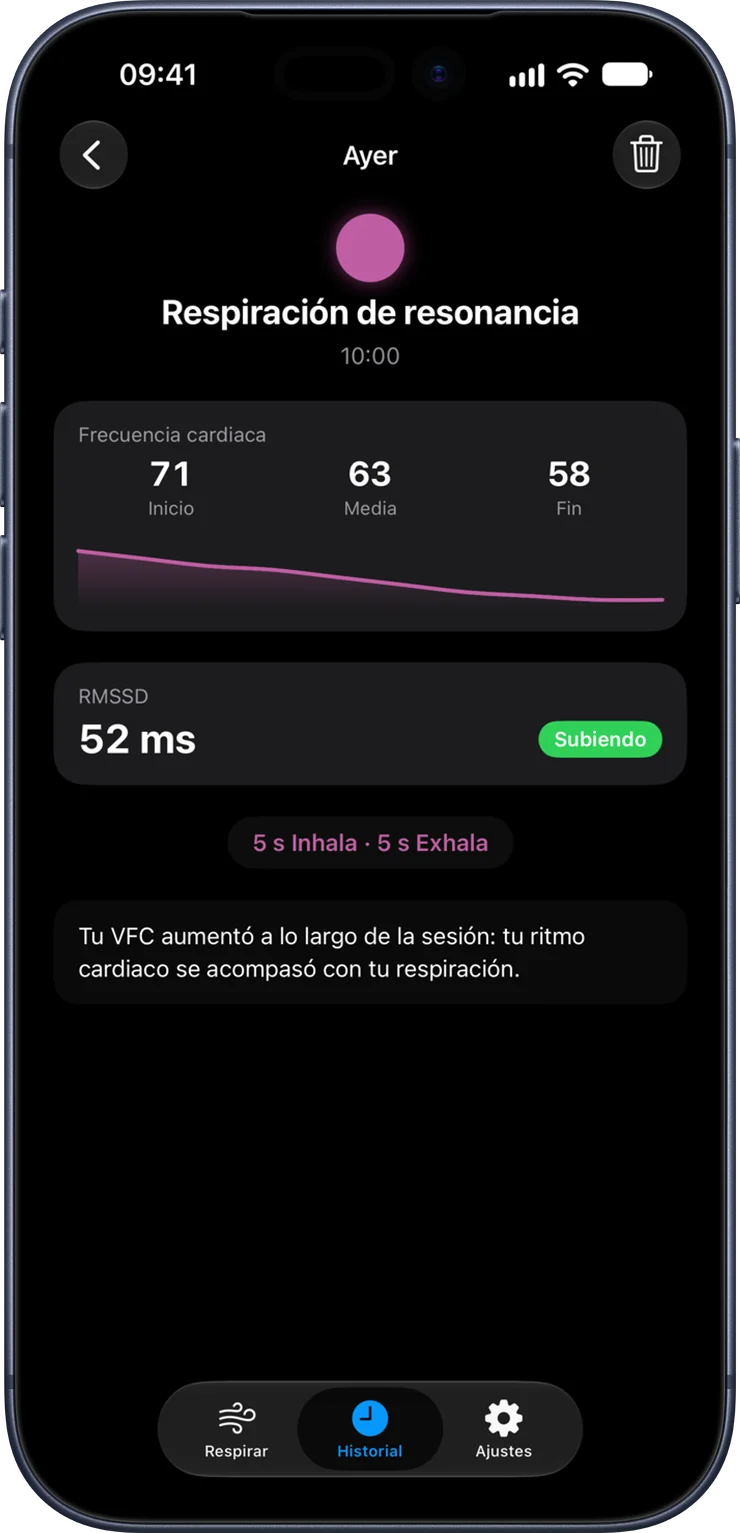 09:41
Ayer
Respiración de resonancia
10:00
Frecuencia cardiaca
71 63 58
Inicio Media Fin
RMSSD
52 ms Subiendo
5 s Inhala · 5 s Exhala
Tu VFC aumentó a lo largo de la sesión: tu ritmo
cardiaco se acompasó con tu respiración.
Respirar Historial Ajustes